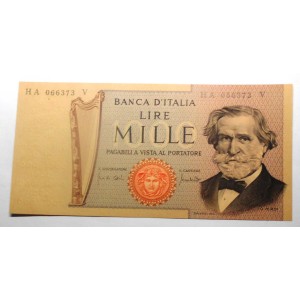 HA 066373 V
HA 066373 V
BANCA D'ITALIA
LIRE
MILLE
PAGABILI A VISTA AL PORTATORE